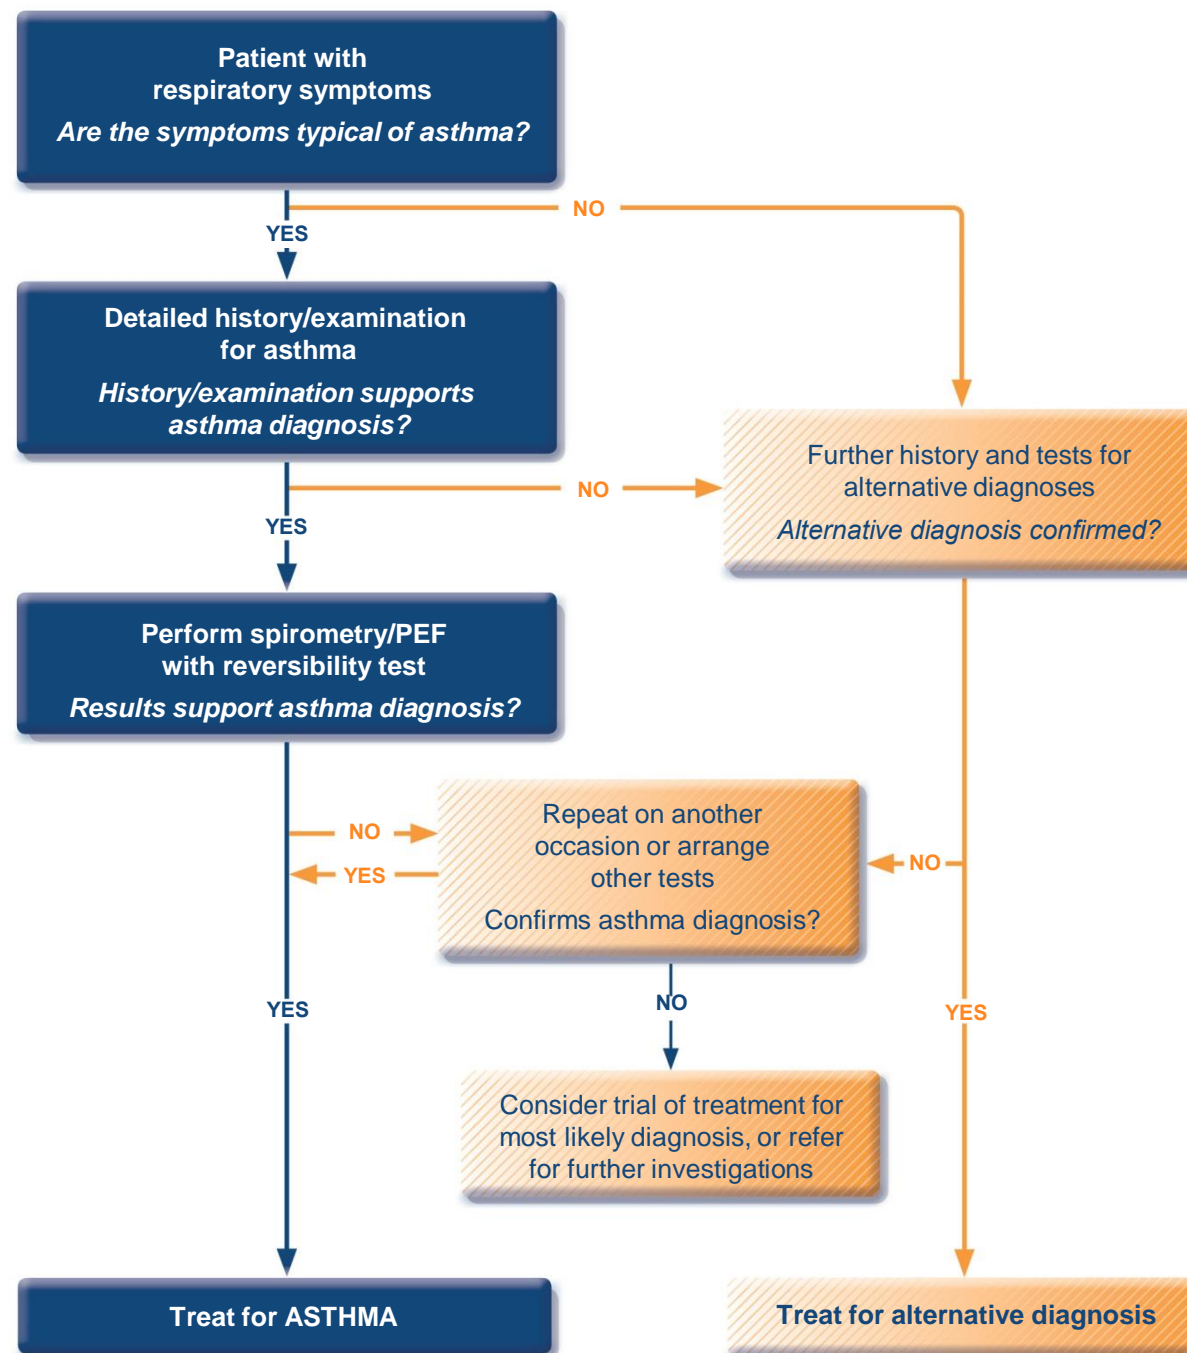 Patient with
respiratory symptoms
Are the symptoms typical of asthma?
NO
YES
Detailed history/examination
for asthma
History/examination supports
asthma diagnosis?
Further history and tests for
alternative diagnoses
Alternative diagnosis confirmed?
NO
YES
Perform spirometry/PEF
with reversibility test
Results support asthma diagnosis?
Repeat on another
occasion or arrange
other tests
Confirms asthma diagnosis?
NO
YES
NO
NO
YES
YES
Consider trial of treatment for
most likely diagnosis, or refer
for further investigations
Treat for ASTHMA
Treat for alternative diagnosis